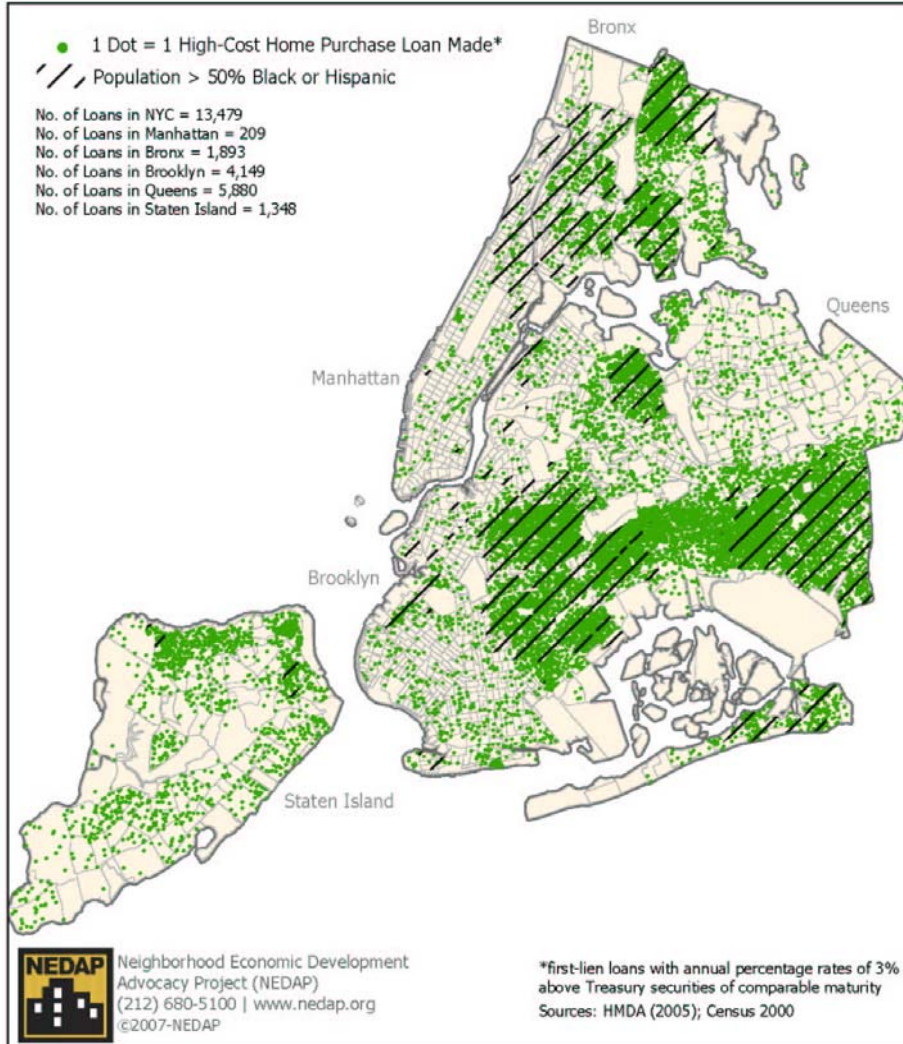 Bronx
1 Dot = 1 High-Cost Home Purchase Loan Made*
Population > 50% Black or Hispanic
No. of Loans in NYC = 13,479
No. of Loans in Manhattan = 209
No. of Loans in Bronx = 1,893
No. of Loans in Brooklyn = 4,149
No. of Loans in Queens = 5,880
No. of Loans in Staten Island = 1,348
Queens
Manhattan
Brooklyn
Staten Island
NEDAP
Neighborhood Economic Development
Advocacy Project (NEDAP)
(212) 680-5100 | www.nedap.org
©2007-NEDAP
*first-lien loans with annual percentage rates of 3%
above Treasury securities of comparable maturity
Sources: HMDA (2005); Census 2000